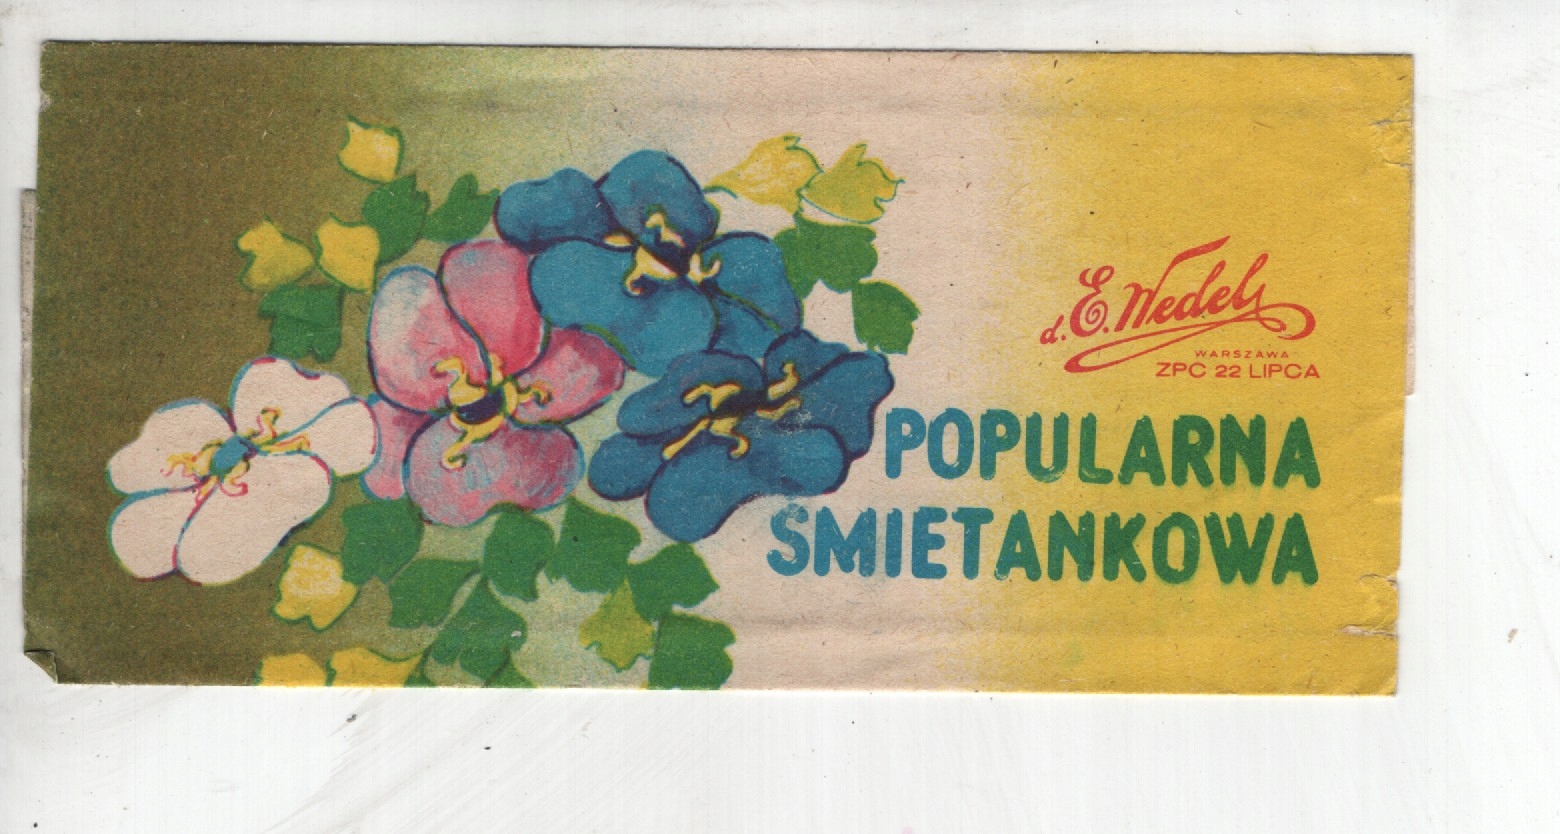 d. E. Wedel
WARSZAWA
ZPC 22 LIPCA
POPULARNA
SMIETANKOWA